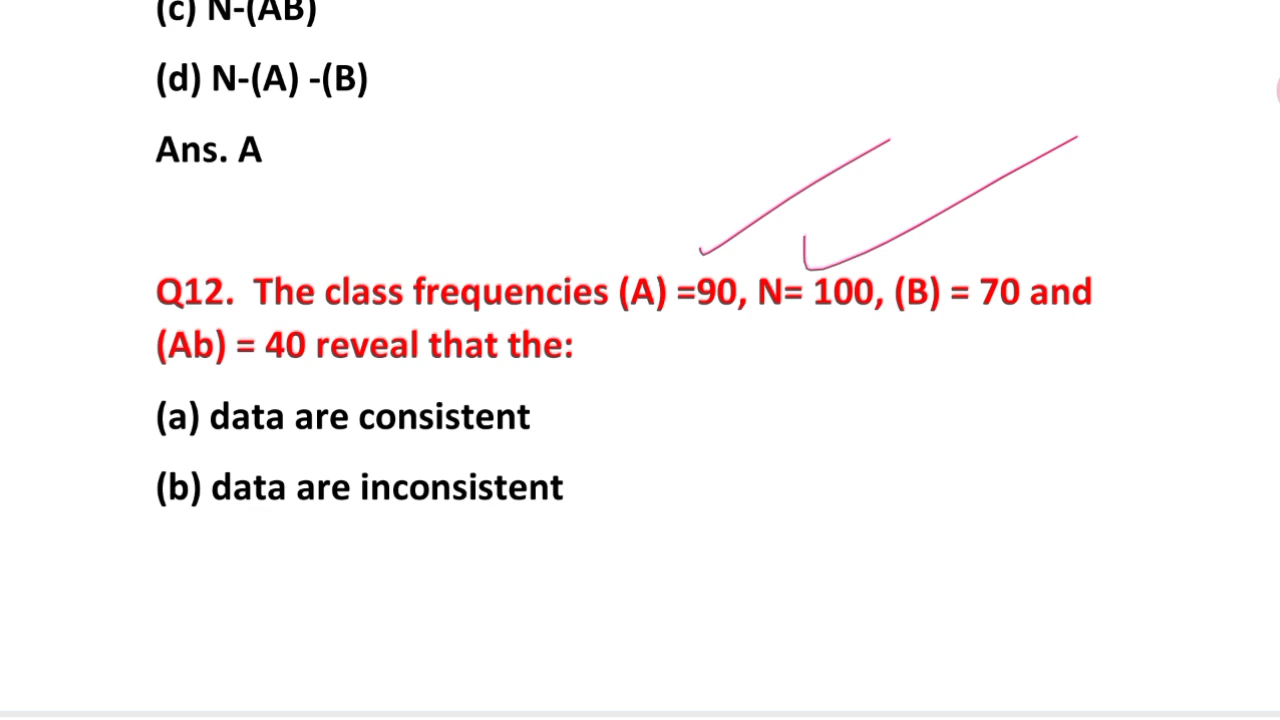 (c) N-(AB)
(d) N-(A) -(B)
Ans. A
Q12.  The class frequencies (A) =90, N= 100, (B) = 70 and
(Ab) = 40 reveal that the:
(a) data are consistent
(b) data are inconsistent